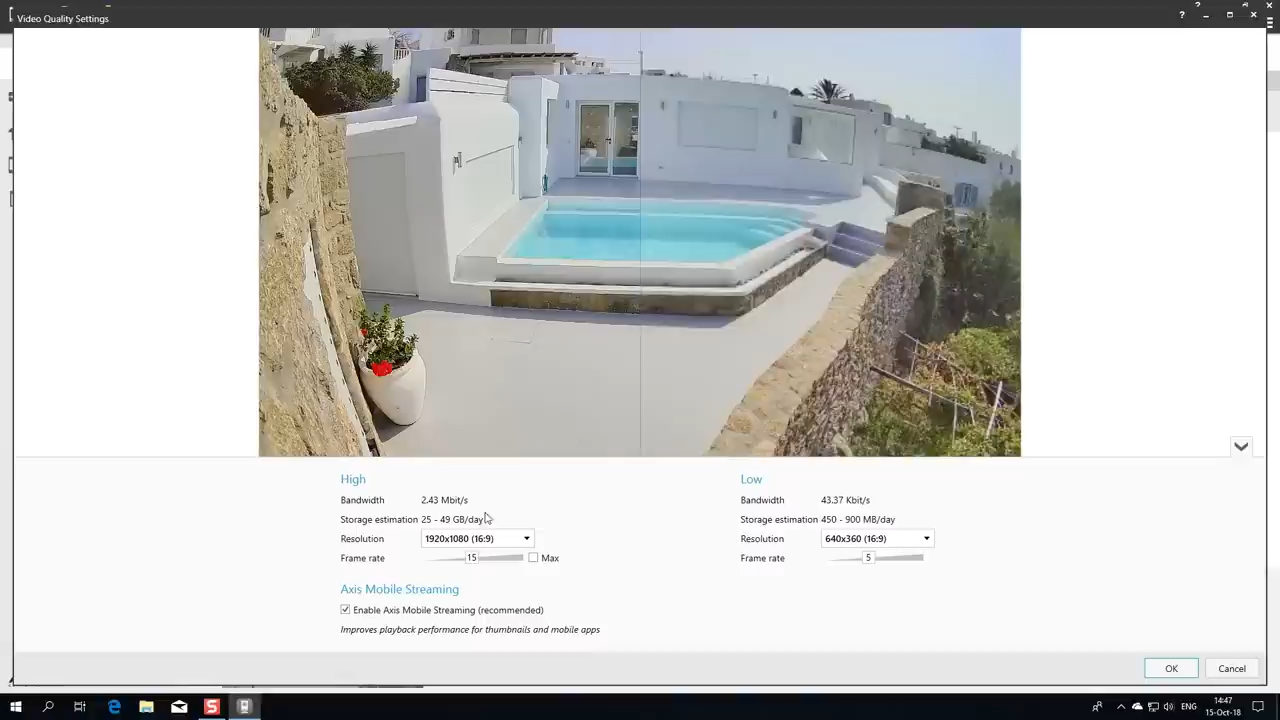 Video Quality Settings
High
Bandwidth 2.43 Mbit/s
Storage estimation 25 - 49 GB/day
Resolution 1920x1080 (16:9)
Frame rate 15 Max
Low
Bandwidth 43.37 Kbit/s
Storage estimation 450 - 900 MB/day
Resolution 640x360 (16:9)
Frame rate 5
Axis Mobile Streaming
Enable Axis Mobile Streaming (recommended)
Improves playback performance for thumbnails and mobile apps
OK Cancel
ENG
14:47
15-Oct-18